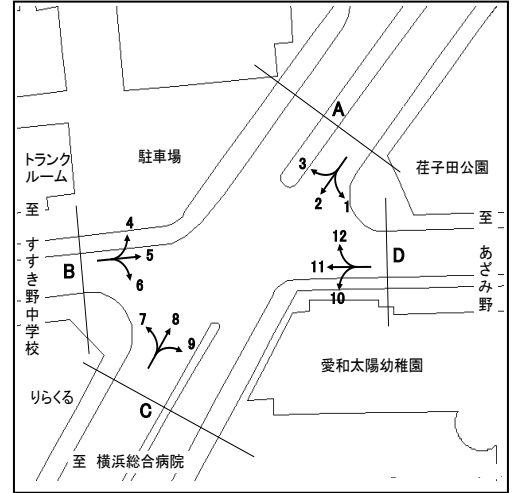 A
3
2
1
荏子田公園
トランク
ルーム
駐車場
至
すすき野中学校
4
5
6
B
12
11
10
D
至
あざみ野
7
8
9
C
愛和太陽幼稚園
りらくる
至 横浜総合病院